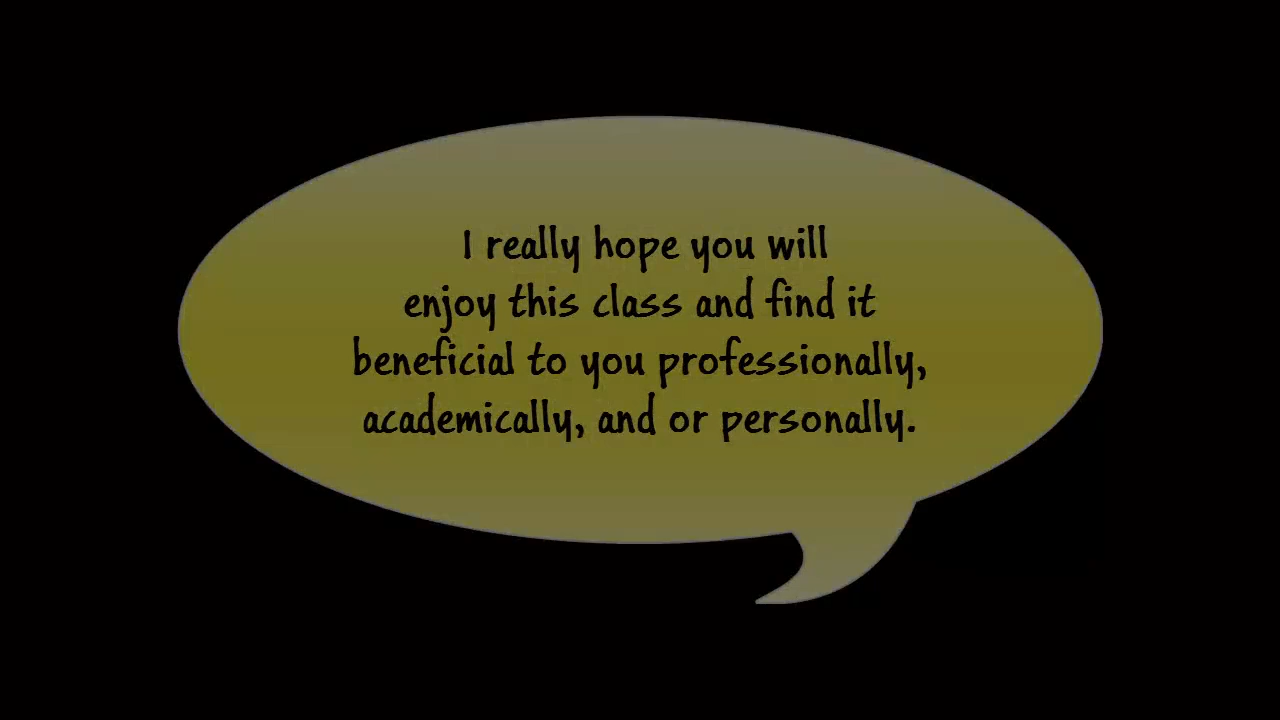 I really hope you will
enjoy this class and find it
beneficial to you professionally,
academically, and or personally.